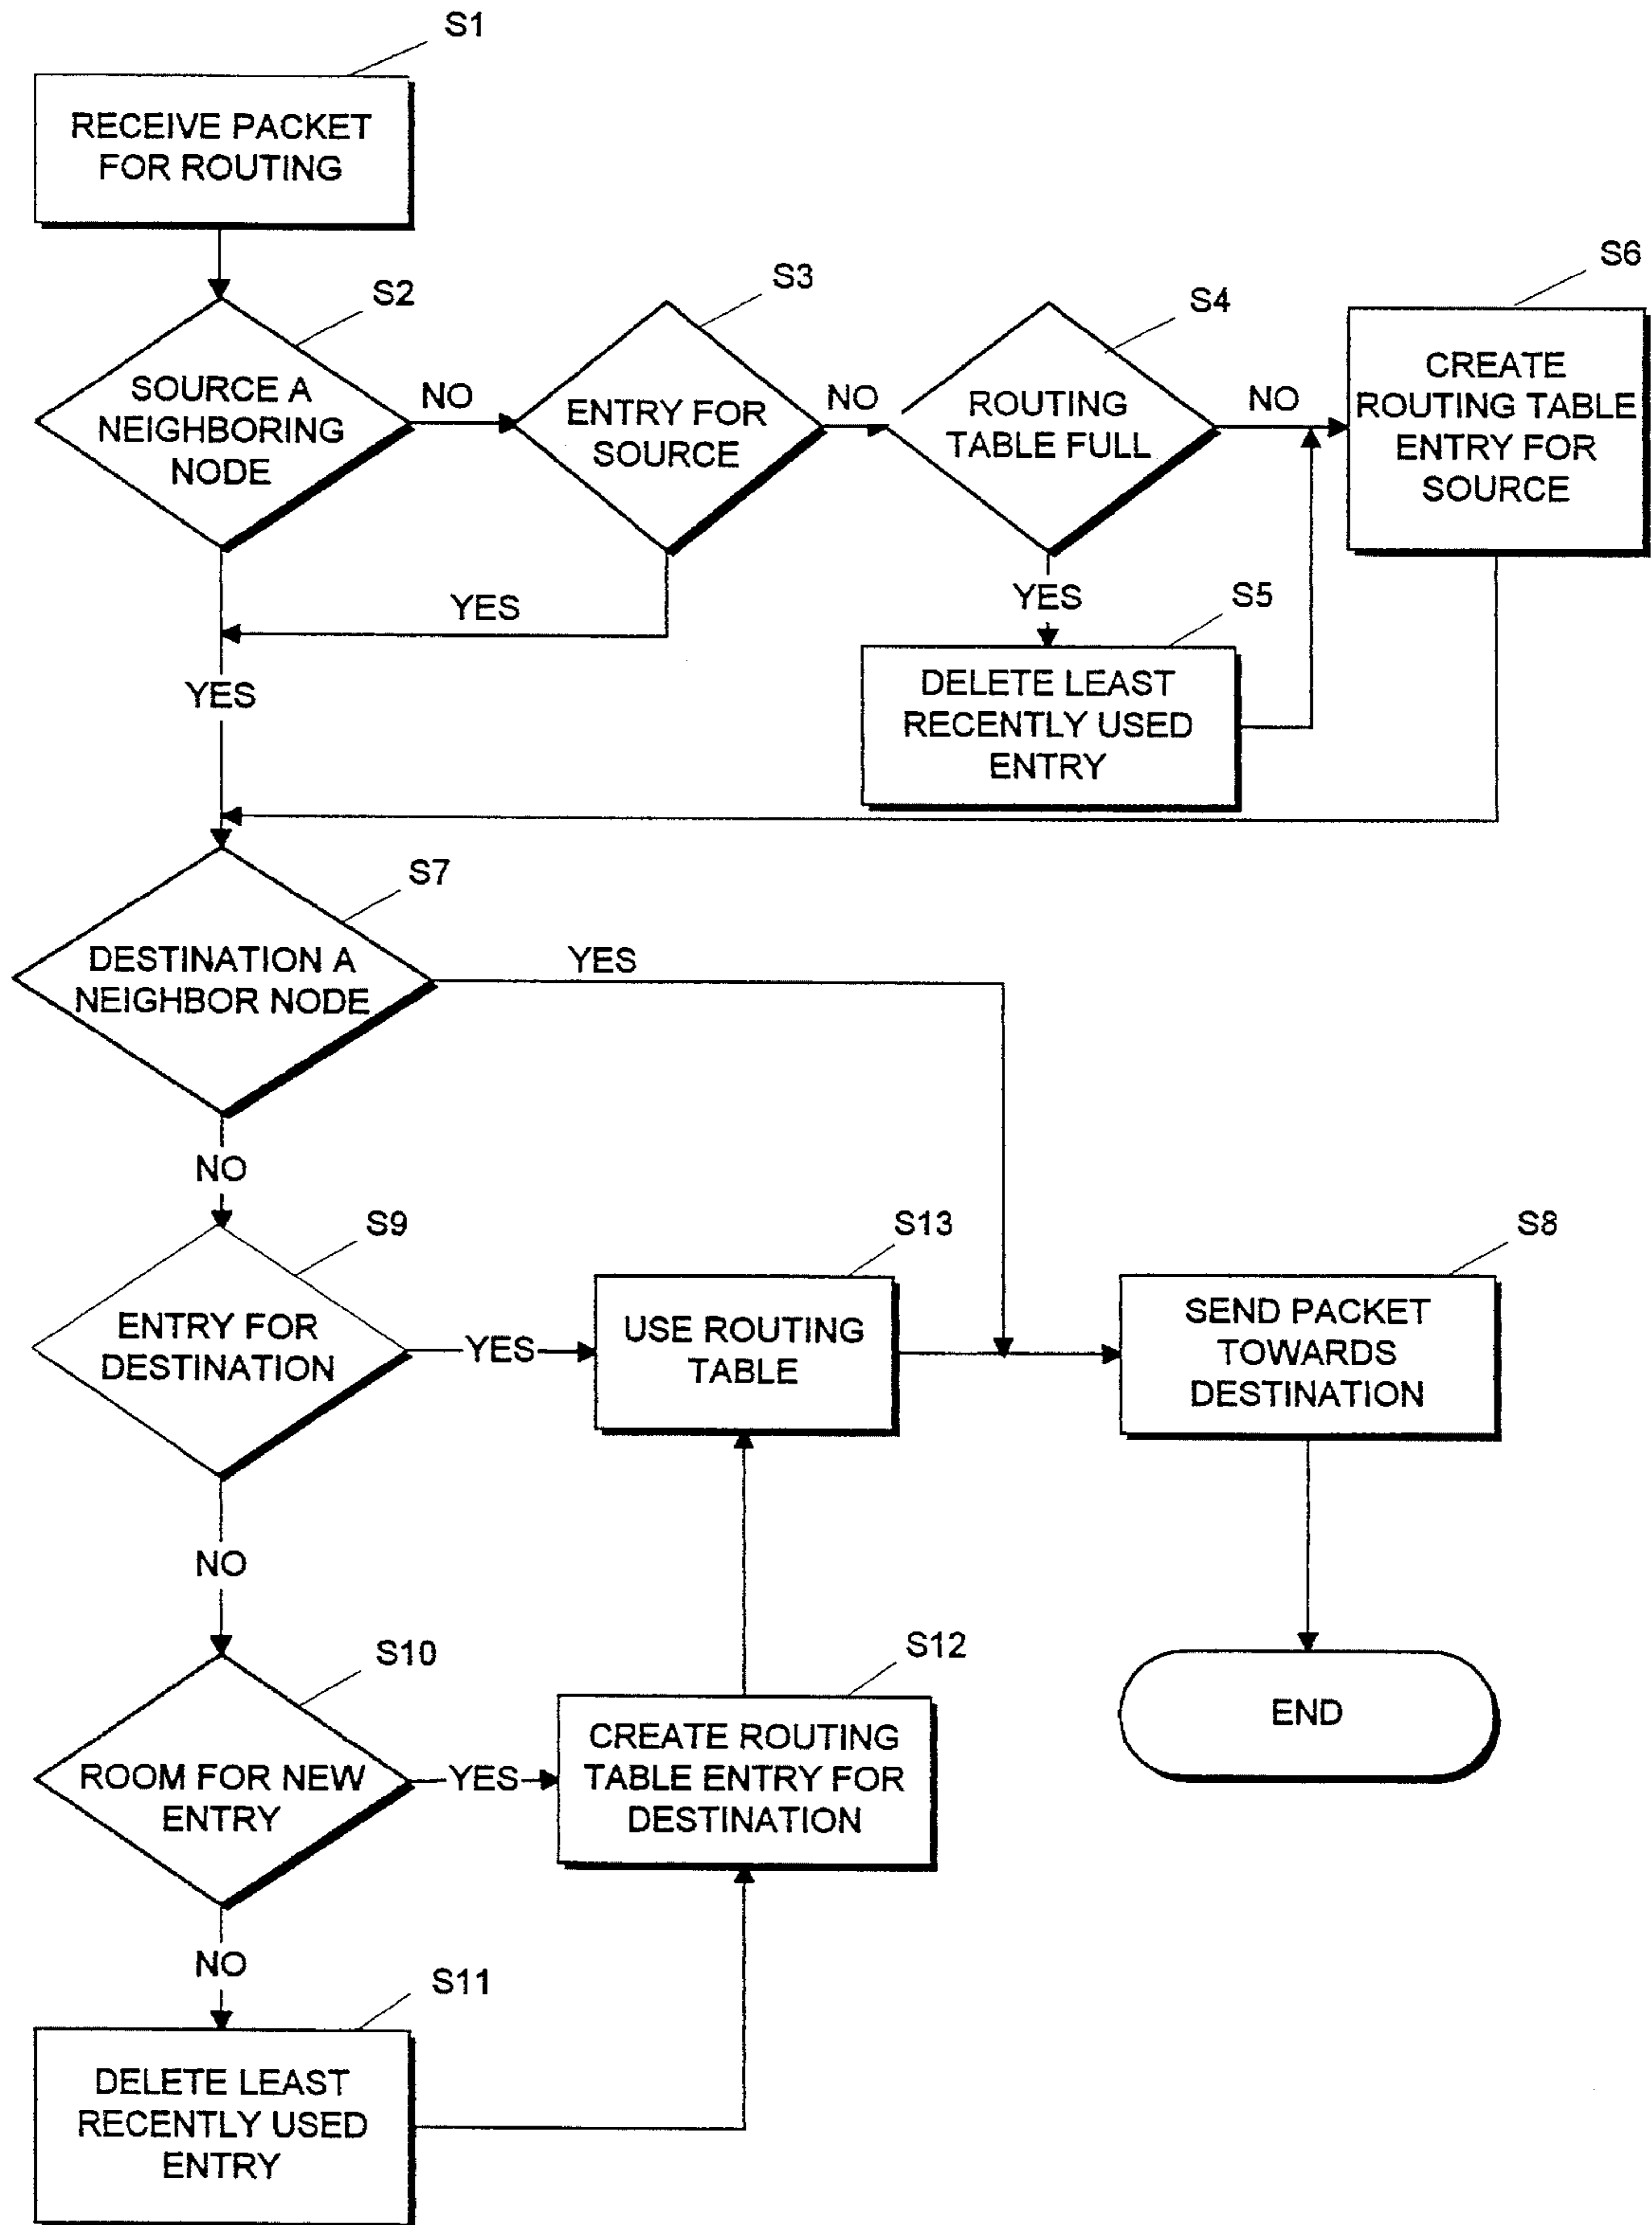 S1
RECEIVE PACKET
FOR ROUTING
S2
SOURCE A
NEIGHBORING
NODE
NO
S3
ENTRY FOR
SOURCE
NO
S4
ROUTING
TABLE FULL
NO
S6
CREATE
ROUTING TABLE
ENTRY FOR
SOURCE
YES
YES
YES
S5
DELETE LEAST
RECENTLY USED
ENTRY
S7
DESTINATION A
NEIGHBOR NODE
YES
NO
S9
ENTRY FOR
DESTINATION
YES
S13
USE ROUTING
TABLE
S8
SEND PACKET
TOWARDS
DESTINATION
NO
S10
ROOM FOR NEW
ENTRY
YES
S12
CREATE ROUTING
TABLE ENTRY FOR
DESTINATION
END
NO
S11
DELETE LEAST
RECENTLY USED
ENTRY